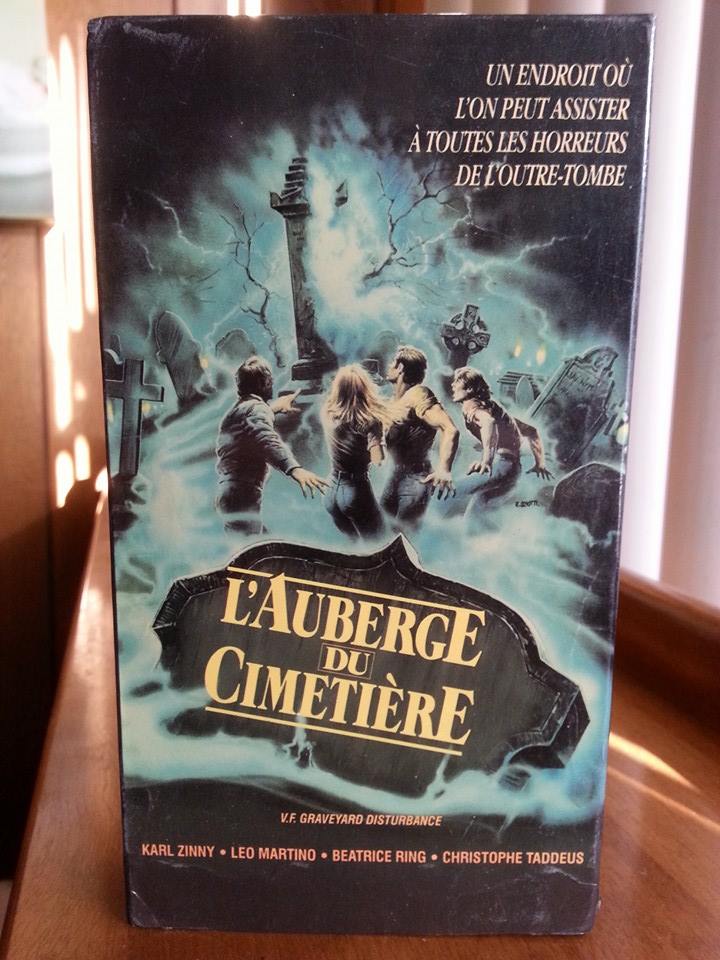 UN ENDROIT OÙ
L'ON PEUT ASSISTER
À TOUTES LES HORREURS
DE L'OUTRE-TOMBE
L'AUBERGE
DU
CIMETIÈRE
V.F. GRAVEYARD DISTURBANCE
KARL ZINNY • LEO MARTINO • BEATRICE RING • CHRISTOPHE TADDEUS